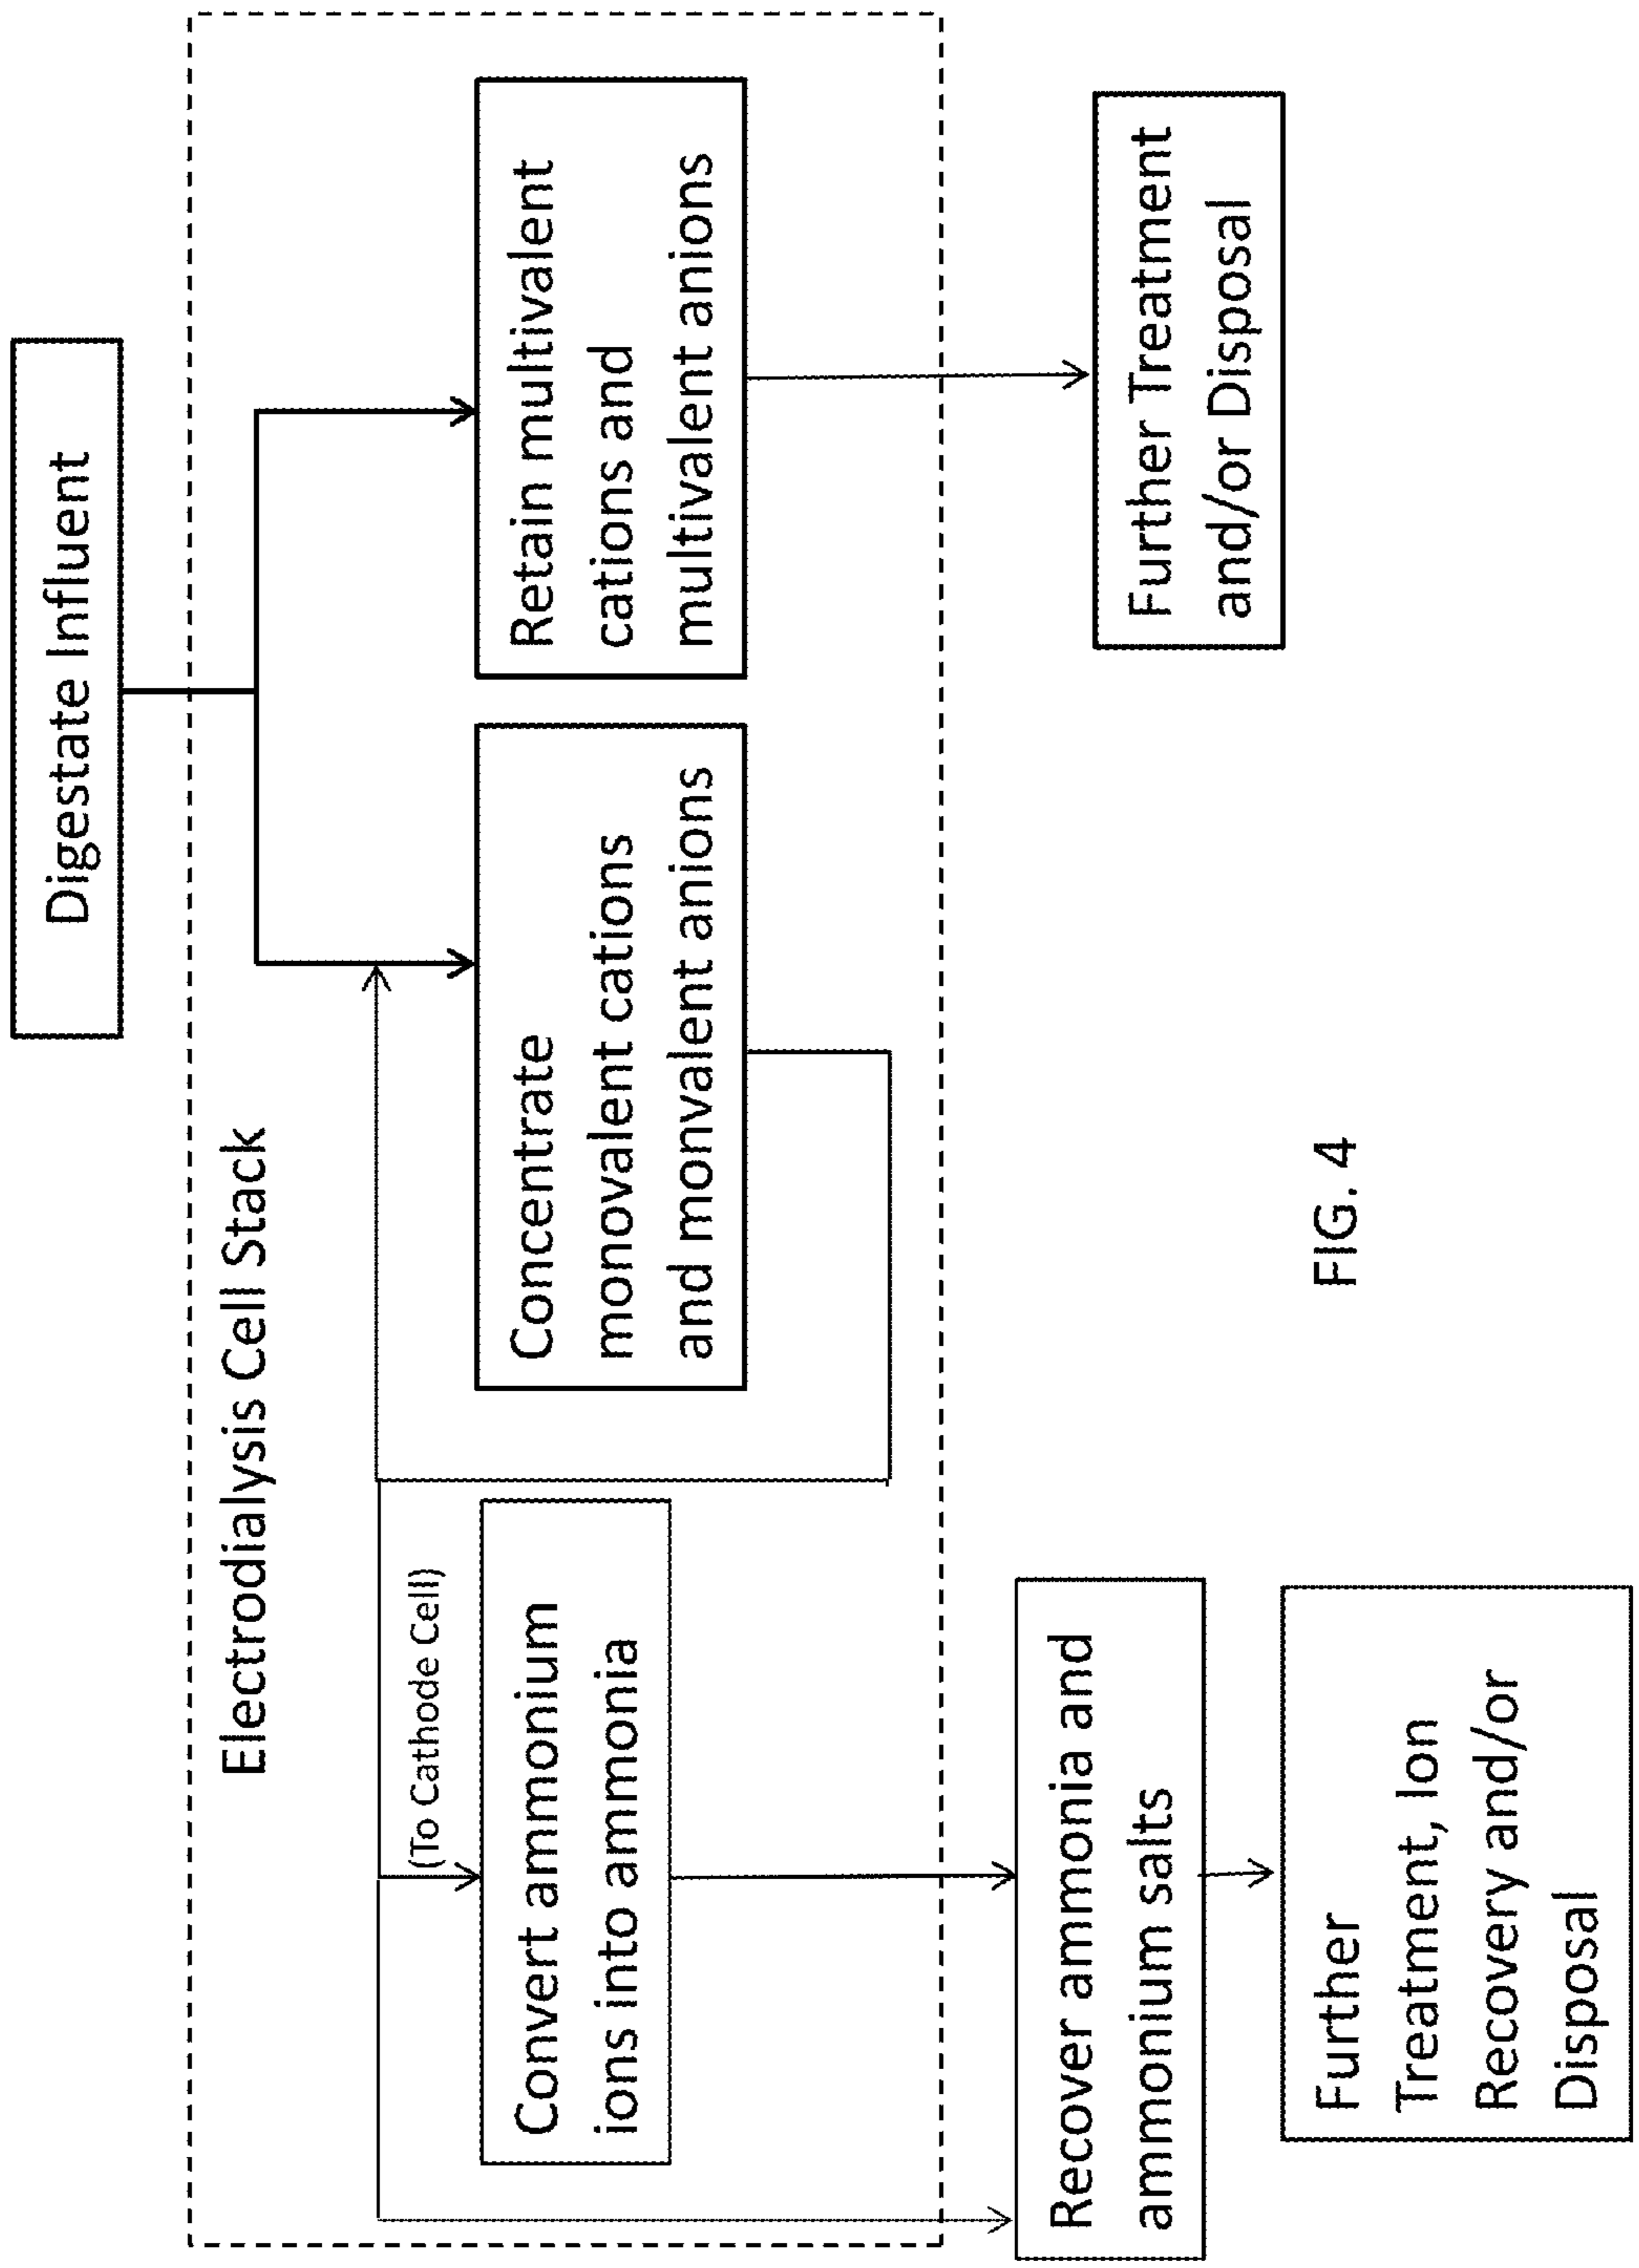 Digestate Influent
Electrodialysis Cell Stack
(To Cathode Cell)
Convert ammonium
ions into ammonia
Concentrate
monovalent cations
and monvalent anions
Retain multivalent
cations and
multivalent anions
Recover ammonia and
ammonium salts
Further Treatment
and/or Disposal
Further
Treatment, Ion
Recovery and/or
Disposal
FIG. 4